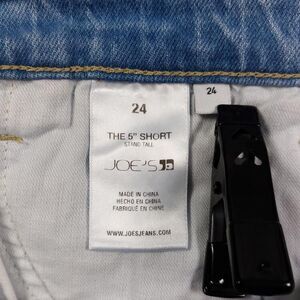 24
THE 5" SHORT
STAND TALL
JOE'S
MADE IN CHINA
HECHO EN CHINA
FABRIQUÉ EN CHINE
WWW.JOESJEANS.COM
24